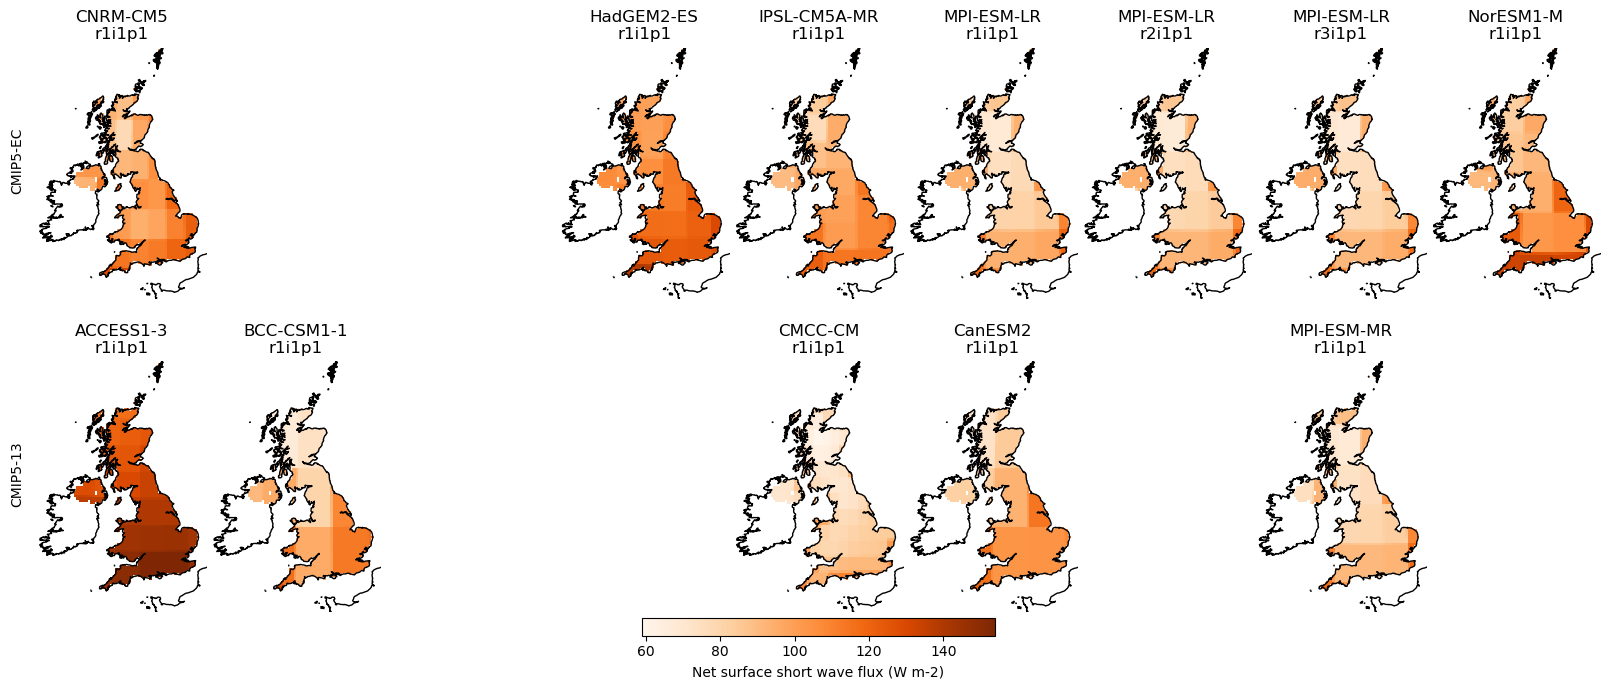 CNRM-CM5
r1i1p1
HadGEM2-ES
r1i1p1
IPSL-CM5A-MR
r1i1p1
MPI-ESM-LR
r1i1p1
MPI-ESM-LR
r2i1p1
MPI-ESM-LR
r3i1p1
NorESM1-M
r1i1p1
CMIP5-EC
ACCESS1-3
r1i1p1
BCC-CSM1-1
r1i1p1
CMCC-CM
r1i1p1
CanESM2
r1i1p1
MPI-ESM-MR
r1i1p1
CMIP5-13
60 80 100 120 140
Net surface short wave flux (W m-2)